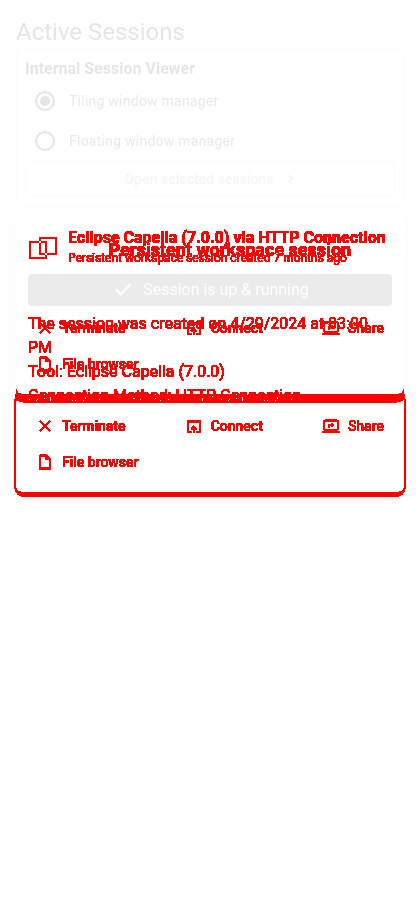 Active Sessions
Internal Session Viewer
Tiling window manager
Floating window manager
Open selected sessions
Eclipse Capella (7.0.0) via HTTP Connection
Persistent workspace session
Persistent workspace session created 7 months ago
Session is up & running
The session was created on 4/29/2024 at 03:00
Terminate Connect Share
PM
File browser
Tool: Eclipse Capella (7.0.0)
Connection Method: HTTP Connection
Terminate Connect Share
File browser